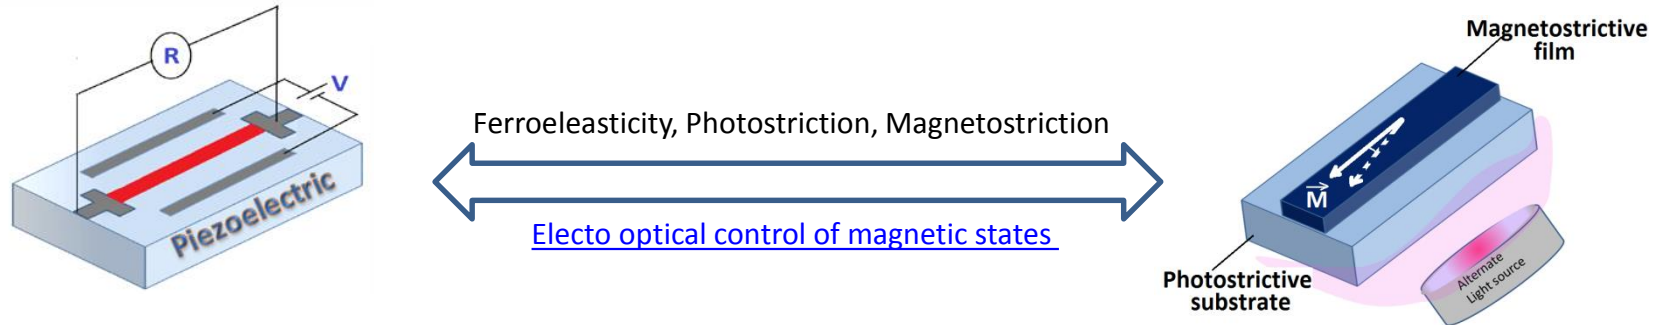 R
V
Piezoelectric
Ferroeleasticity, Photostriction, Magnetostriction
Electo optical control of magnetic states
Magnetostrictive
film
M
Photostrictive
substrate
Alternate
Light source